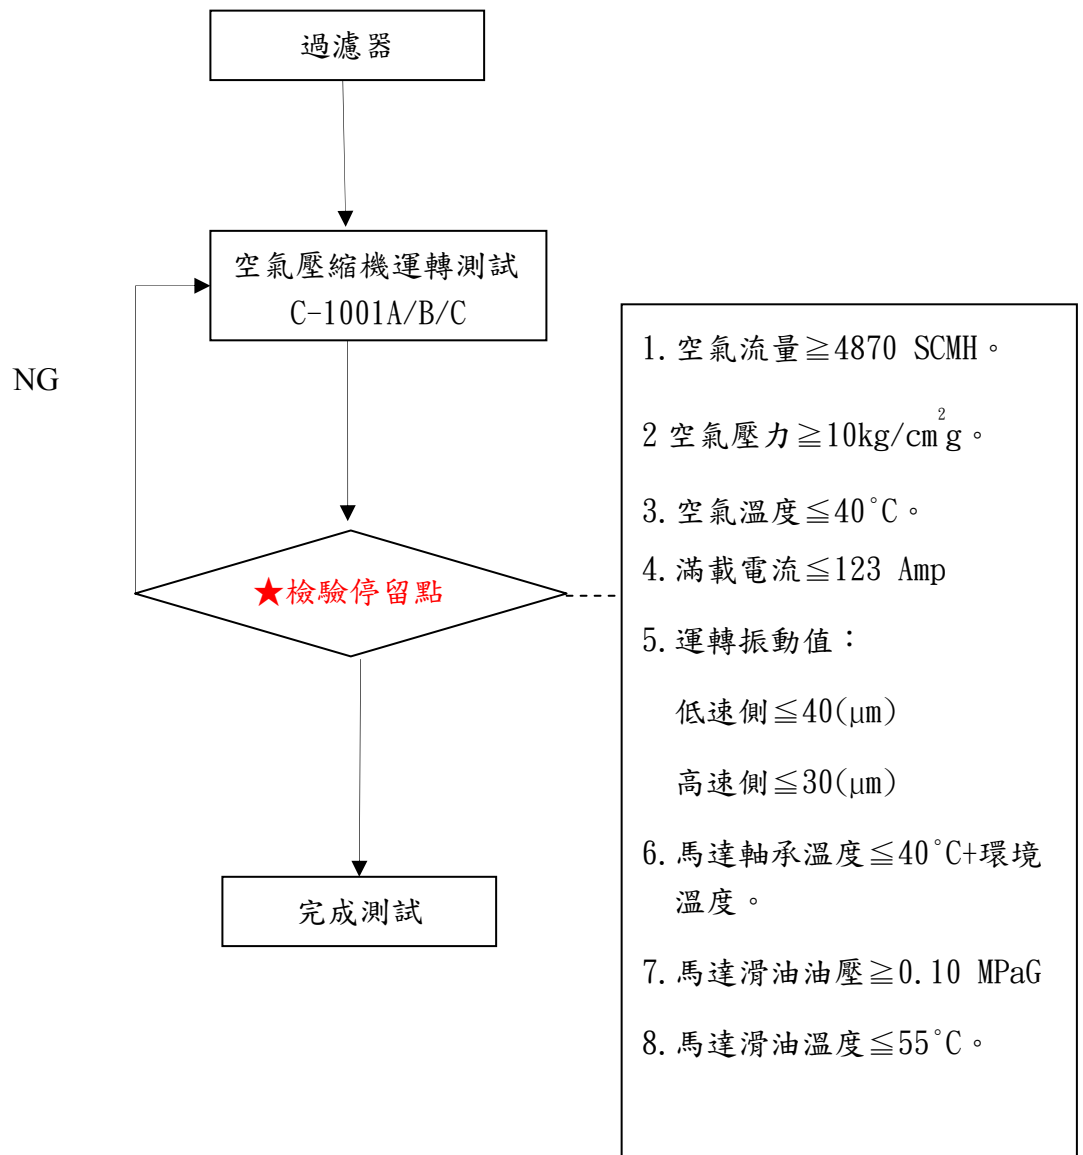 過濾器
空氣壓縮機運轉測試
C-1001A/B/C
NG
★檢驗停留點
完成測試
1.空氣流量≧4870 SCMH。
2 空氣壓力≧10kg/cm²g。
3.空氣溫度≦40°C。
4.滿載電流≦123 Amp
5.運轉振動值：
低速側≦40(μm)
高速側≦30(μm)
6.馬達軸承溫度≦40°C+環境
溫度。
7.馬達滑油油壓≧0.10 MPaG
8.馬達滑油溫度≦55°C。